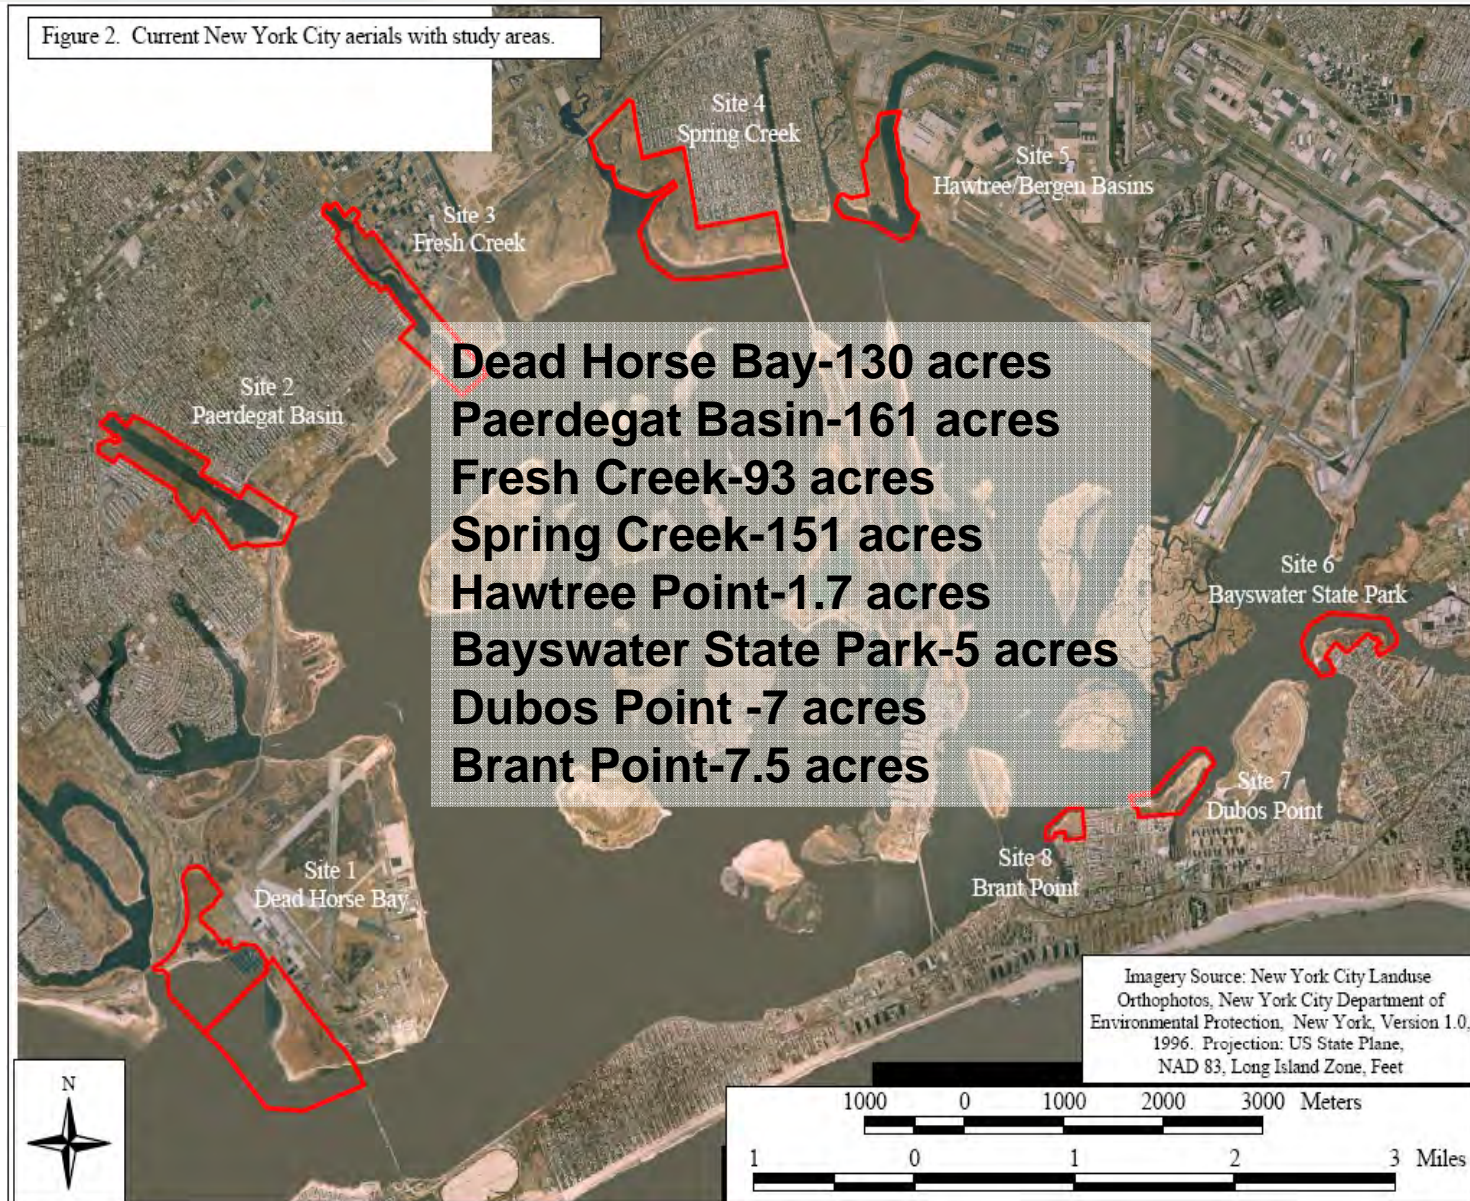 Figure 2.  Current New York City aerials with study areas.
Site 4
Spring Creek
Site 5
Hawtree/Bergen Basins
Site 3
Fresh Creek
Site 2
Paerdegat Basin
Dead Horse Bay-130 acres
Paerdegat Basin-161 acres
Fresh Creek-93 acres
Spring Creek-151 acres
Hawtree Point-1.7 acres
Bayswater State Park-5 acres
Dubos Point -7 acres
Brant Point-7.5 acres
Site 6
Bayswater State Park
Site 7
Dubos Point
Site 8
Brant Point
Site 1
Dead Horse Bay
Imagery Source: New York City Landuse
Orthophotos, New York City Department of
Environmental Protection, New York, Version 1.0,
1996. Projection: US State Plane,
NAD 83, Long Island Zone, Feet
N
1000 0 1000 2000 3000 Meters
1 0 1 2 3 Miles